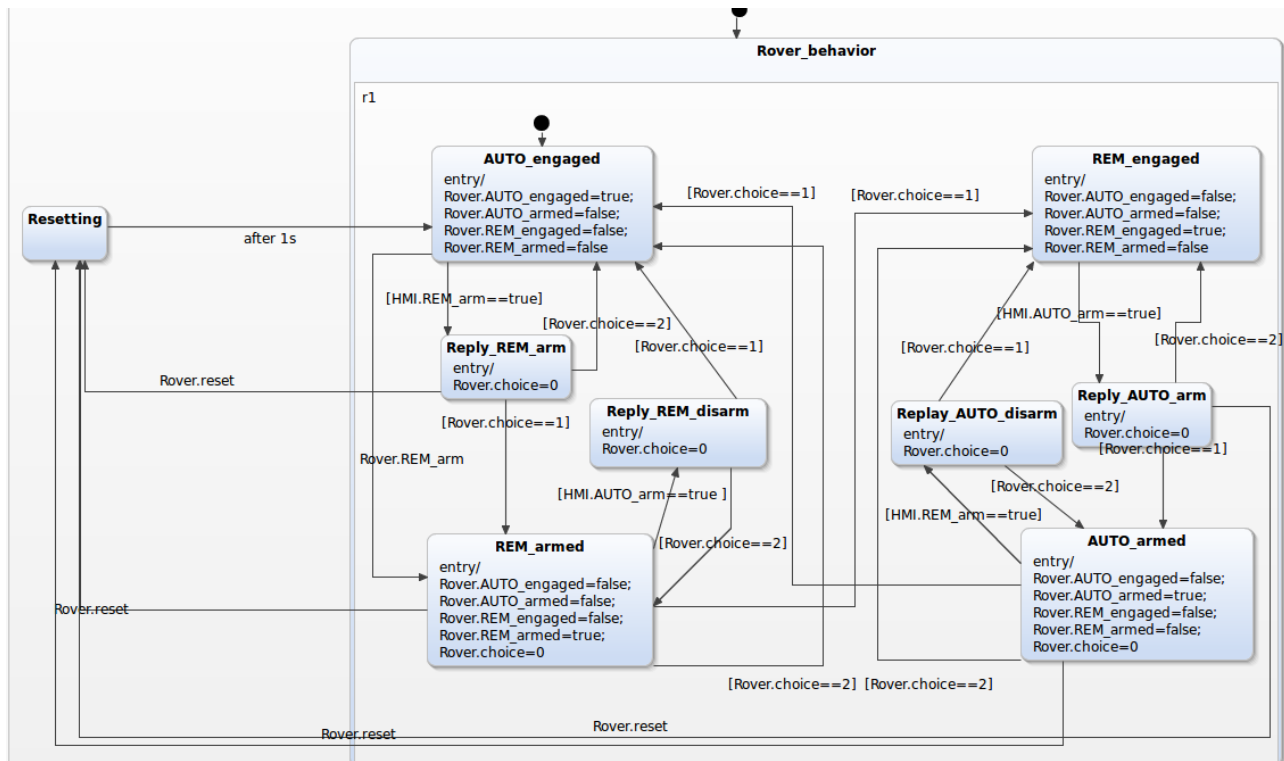 Rover_behavior
r1
AUTO_engaged
entry/
Rover.AUTO_engaged=true;
Rover.AUTO_armed=false;
Rover.REM_engaged=false;
Rover.REM_armed=false
REM_engaged
entry/
Rover.AUTO_engaged=false;
Rover.AUTO_armed=false;
Rover.REM_engaged=true;
Rover.REM_armed=false
[Rover.choice==1]
[Rover.choice==1]
Resetting
after 1s
[HMI.REM_arm==true]
[Rover.choice==2]
[HMI.AUTO_arm==true]
[Rover.choice==2]
[Rover.choice==1]
[Rover.choice==1]
Reply_REM_arm
entry/
Rover.choice=0
Rover.reset
Reply_REM_disarm
entry/
Rover.choice=0
Replay_AUTO_disarm
entry/
Rover.choice=0
Reply_AUTO_arm
entry/
Rover.choice=0
[Rover.choice==1]
[Rover.choice==1]
Rover.REM_arm
[HMI.AUTO_arm==true ]
[Rover.choice==2]
[HMI.REM_arm==true]
[Rover.choice==2]
REM_armed
entry/
Rover.AUTO_engaged=false;
Rover.AUTO_armed=false;
Rover.REM_engaged=false;
Rover.REM_armed=true;
Rover.choice=0
AUTO_armed
entry/
Rover.AUTO_engaged=false;
Rover.AUTO_armed=true;
Rover.REM_engaged=false;
Rover.REM_armed=false;
Rover.choice=0
Rover.reset
[Rover.choice==2]
[Rover.choice==2]
Rover.reset
Rover.reset